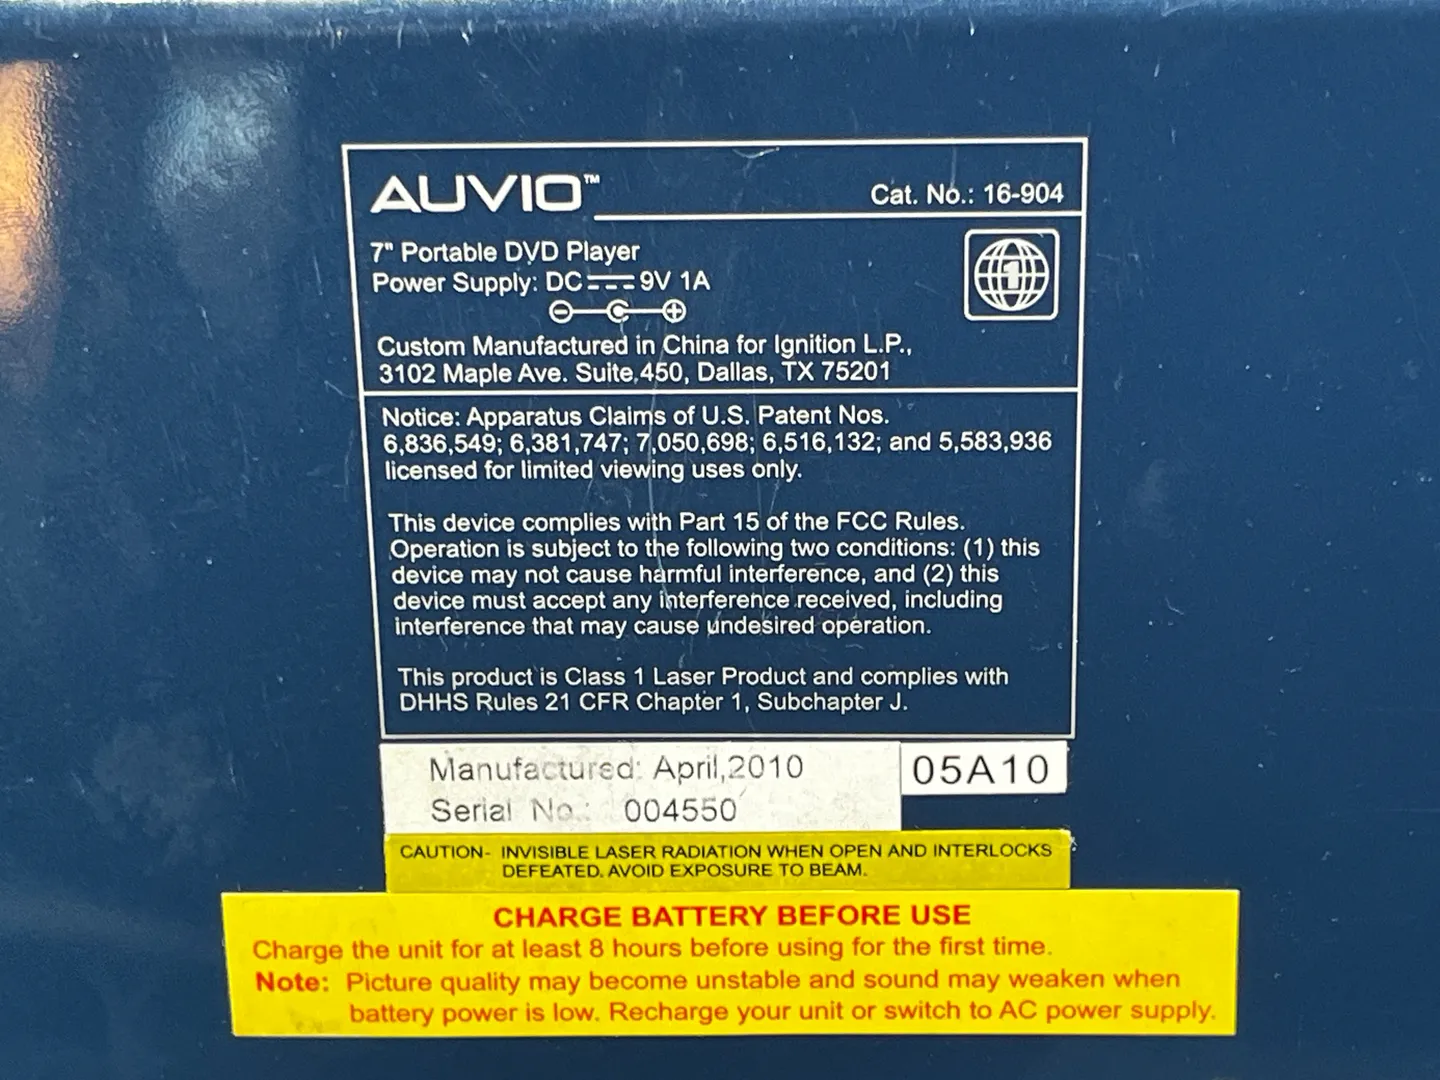 AUVIO™
Cat. No.: 16-904
7" Portable DVD Player
Power Supply: DC⎓9V 1A
1
Custom Manufactured in China for Ignition L.P.,
3102 Maple Ave. Suite 450, Dallas, TX 75201
Notice: Apparatus Claims of U.S. Patent Nos.
6,836,549; 6,381,747; 7,050,698; 6,516,132; and 5,583,936
licensed for limited viewing uses only.
This device complies with Part 15 of the FCC Rules.
Operation is subject to the following two conditions: (1) this
device may not cause harmful interference, and (2) this
device must accept any interference received, including
interference that may cause undesired operation.
This product is Class 1 Laser Product and complies with
DHHS Rules 21 CFR Chapter 1, Subchapter J.
Manufactured: April,2010
05A10
Serial No.: 004550
CAUTION- INVISIBLE LASER RADIATION WHEN OPEN AND INTERLOCKS
DEFEATED. AVOID EXPOSURE TO BEAM.
CHARGE BATTERY BEFORE USE
Charge the unit for at least 8 hours before using for the first time.
Note: Picture quality may become unstable and sound may weaken when
battery power is low. Recharge your unit or switch to AC power supply.